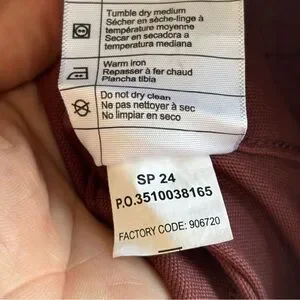 Tumble dry medium
Sécher en sèche-linge à
température moyenne
Secar en secadora a
temperatura mediana
Warm iron
Repasser à fer chaud
Plancha tibia
Do not dry clean
Ne pas nettoyer à sec
No limpiar en seco
SP 24
P.O.3510038165
FACTORY CODE: 906720